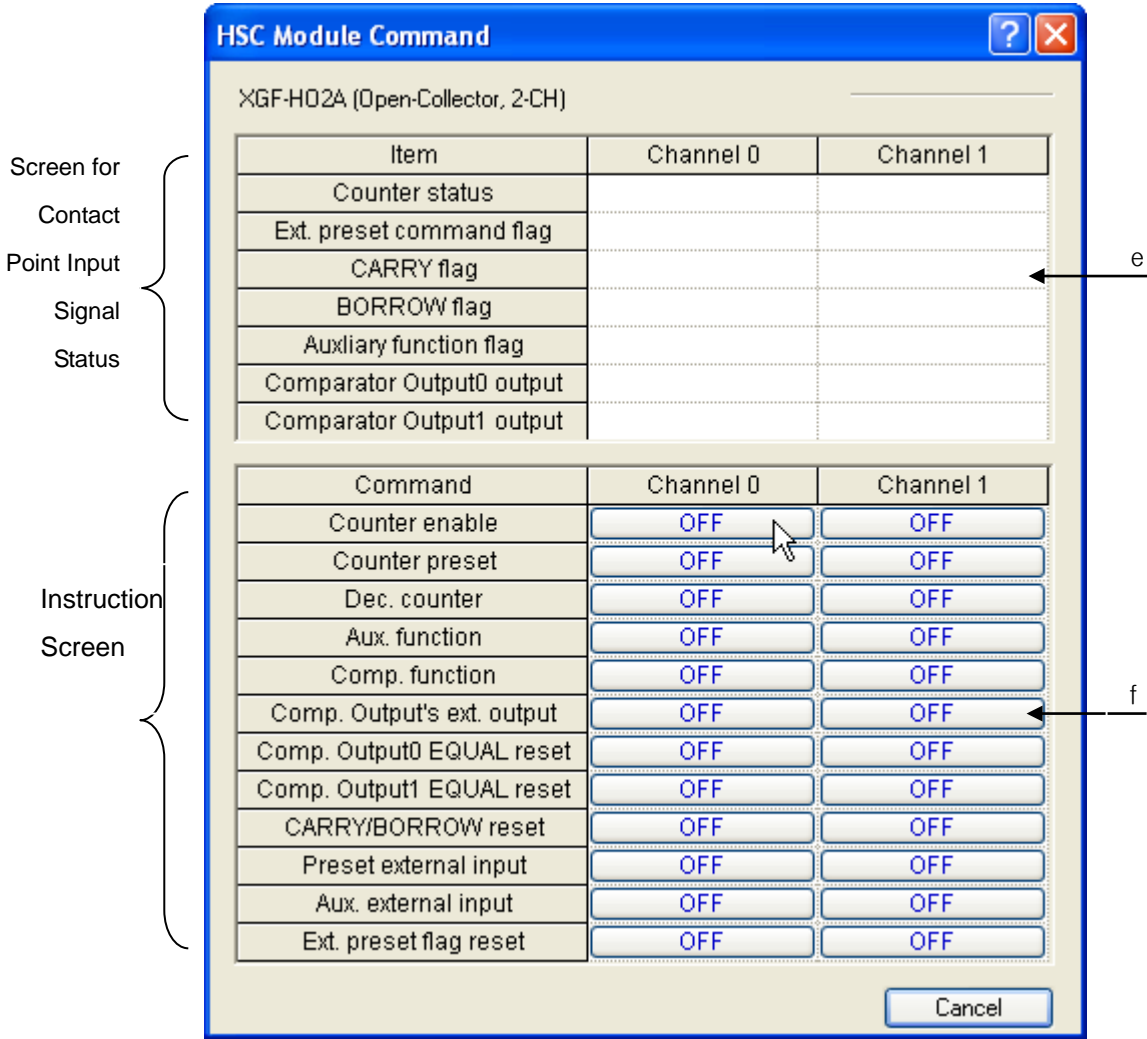 HSC Module Command
XGF-HO2A (Open-Collector, 2-CH)
Screen for
Contact
Point Input
Signal
Status
Item Channel 0 Channel 1
Counter status
Ext. preset command flag
CARRY flag
BORROW flag
Auxliary function flag
Comparator Output0 output
Comparator Output1 output
e
Instruction
Screen
Command Channel 0 Channel 1
Counter enable OFF OFF
Counter preset OFF OFF
Dec. counter OFF OFF
Aux. function OFF OFF
Comp. function OFF OFF
Comp. Output's ext. output OFF OFF
Comp. Output0 EQUAL reset OFF OFF
Comp. Output1 EQUAL reset OFF OFF
CARRY/BORROW reset OFF OFF
Preset external input OFF OFF
Aux. external input OFF OFF
Ext. preset flag reset OFF OFF
f
Cancel